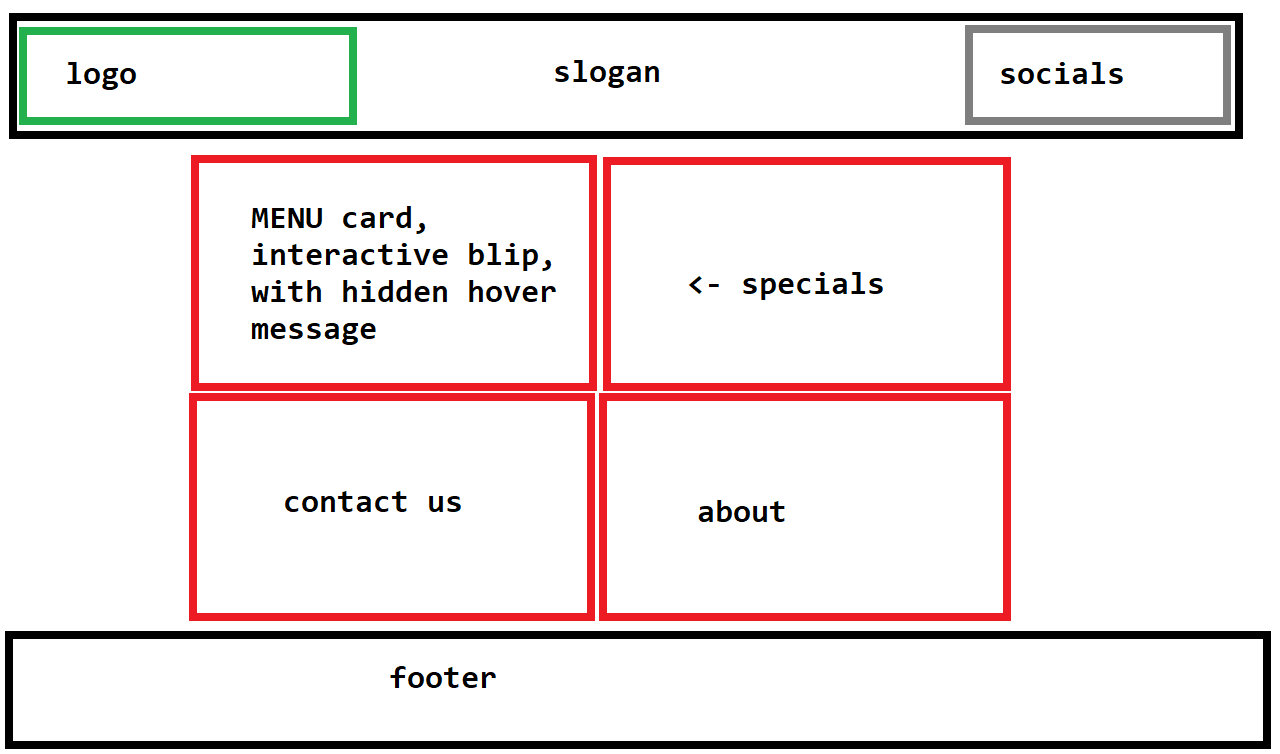 logo
slogan
socials
MENU card,
interactive blip,
with hidden hover
message
<- specials
contact us
about
footer